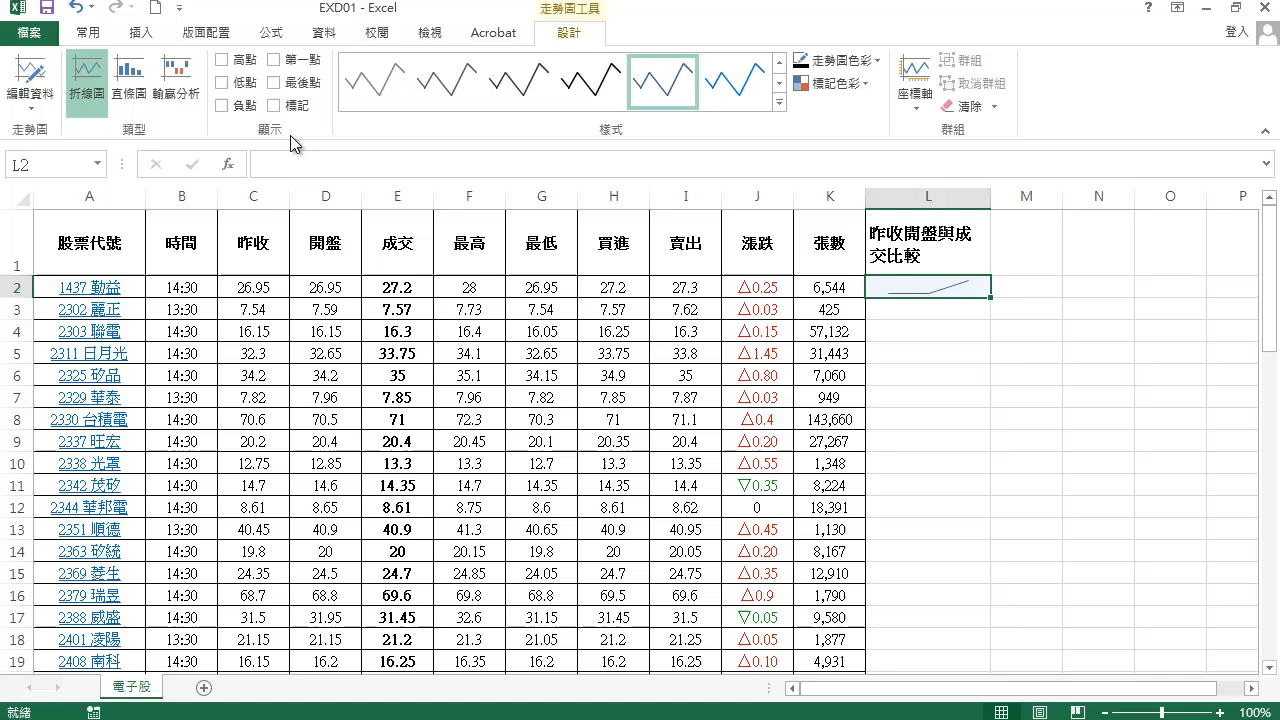 EXD01 - Excel
走勢圖工具
檔案 常用 插入 版面配置 公式 資料 校閱 檢視 Acrobat 設計 登入
編輯資料 折線圖 直條圖 輸贏分析
高點 第一點
低點 最後點
負點 標記
走勢圖色彩
標記色彩
座標軸
群組
取消群組
清除
走勢圖 類型 顯示 樣式 群組
L2 fx
A B C D E F G H I J K L M N O P
1 股票代號 時間 昨收 開盤 成交 最高 最低 買進 賣出 漲跌 張數 昨收開盤與成
交比較
2 1437 勤益 14:30 26.95 26.95 27.2 28 26.95 27.2 27.3 △0.25 6,544
3 2302 麗正 13:30 7.54 7.59 7.57 7.73 7.54 7.57 7.62 △0.03 425
4 2303 聯電 14:30 16.15 16.15 16.3 16.4 16.05 16.25 16.3 △0.15 57,132
5 2311 日月光 14:30 32.3 32.65 33.75 34.1 32.65 33.75 33.8 △1.45 31,443
6 2325 矽品 14:30 34.2 34.2 35 35.1 34.15 34.9 35 △0.80 7,060
7 2329 華泰 14:30 7.82 7.96 7.85 7.96 7.82 7.85 7.87 △0.03 949
8 2330 台積電 14:30 70.6 70.5 71 72.3 70.3 71 71.1 △0.4 143,660
9 2337 旺宏 14:30 20.2 20.4 20.4 20.45 20.1 20.35 20.4 △0.20 27,267
10 2338 光罩 14:30 12.75 12.85 13.3 13.3 12.7 13.3 13.35 △0.55 1,348
11 2342 茂矽 14:30 14.7 14.6 14.35 14.7 14.35 14.35 14.4 ▽0.35 8,224
12 2344 華邦電 14:30 8.61 8.65 8.61 8.75 8.6 8.61 8.62 0 18,391
13 2351 順德 13:30 40.45 40.9 40.9 41.3 40.65 40.9 40.95 △0.45 1,130
14 2363 矽統 14:30 19.8 20 20 20.15 19.8 20 20.05 △0.20 8,167
15 2369 菱生 14:30 24.35 24.5 24.7 24.85 24.05 24.7 24.75 △0.35 12,910
16 2379 瑞昱 14:30 68.7 68.8 69.6 69.8 68.8 69.5 69.6 △0.9 1,790
17 2388 威盛 14:30 31.5 31.95 31.45 32.6 31.15 31.45 31.5 ▽0.05 9,580
18 2401 凌陽 13:30 21.15 21.15 21.2 21.3 21.05 21.2 21.25 △0.05 1,877
19 2408 南科 14:30 16.15 16.2 16.25 16.35 16.2 16.2 16.25 △0.10 4,931
電子股
就緒 100%